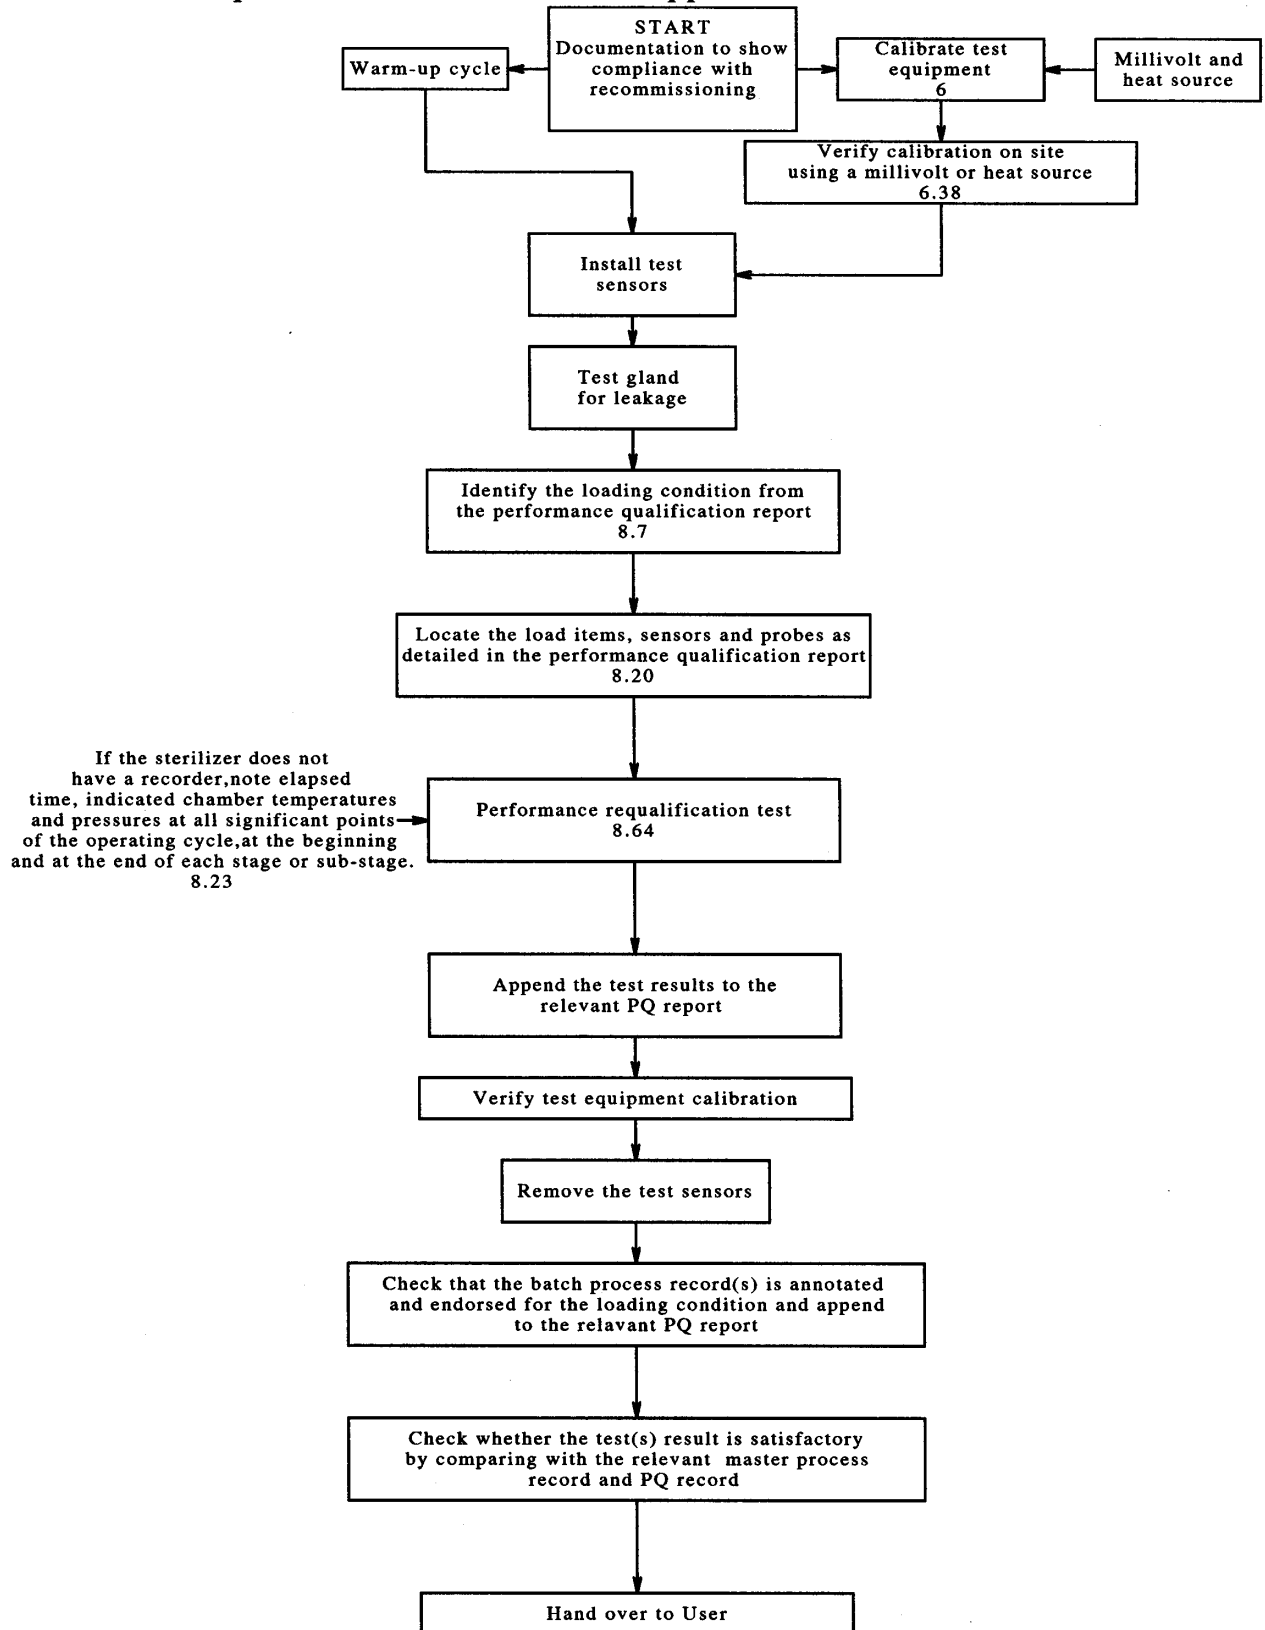 START
Documentation to show
compliance with
recommissioning
Warm-up cycle
Calibrate test
equipment
6
Millivolt and
heat source
Verify calibration on site
using a millivolt or heat source
6.38
Install test
sensors
Test gland
for leakage
Identify the loading condition from
the performance qualification report
8.7
Locate the load items, sensors and probes as
detailed in the performance qualification report
8.20
If the sterilizer does not
have a recorder,note elapsed
time, indicated chamber temperatures
and pressures at all significant points
of the operating cycle,at the beginning
and at the end of each stage or sub-stage.
8.23
Performance requalification test
8.64
Append the test results to the
relevant PQ report
Verify test equipment calibration
Remove the test sensors
Check that the batch process record(s) is annotated
and endorsed for the loading condition and append
to the relavant PQ report
Check whether the test(s) result is satisfactory
by comparing with the relevant master process
record and PQ record
Hand over to User